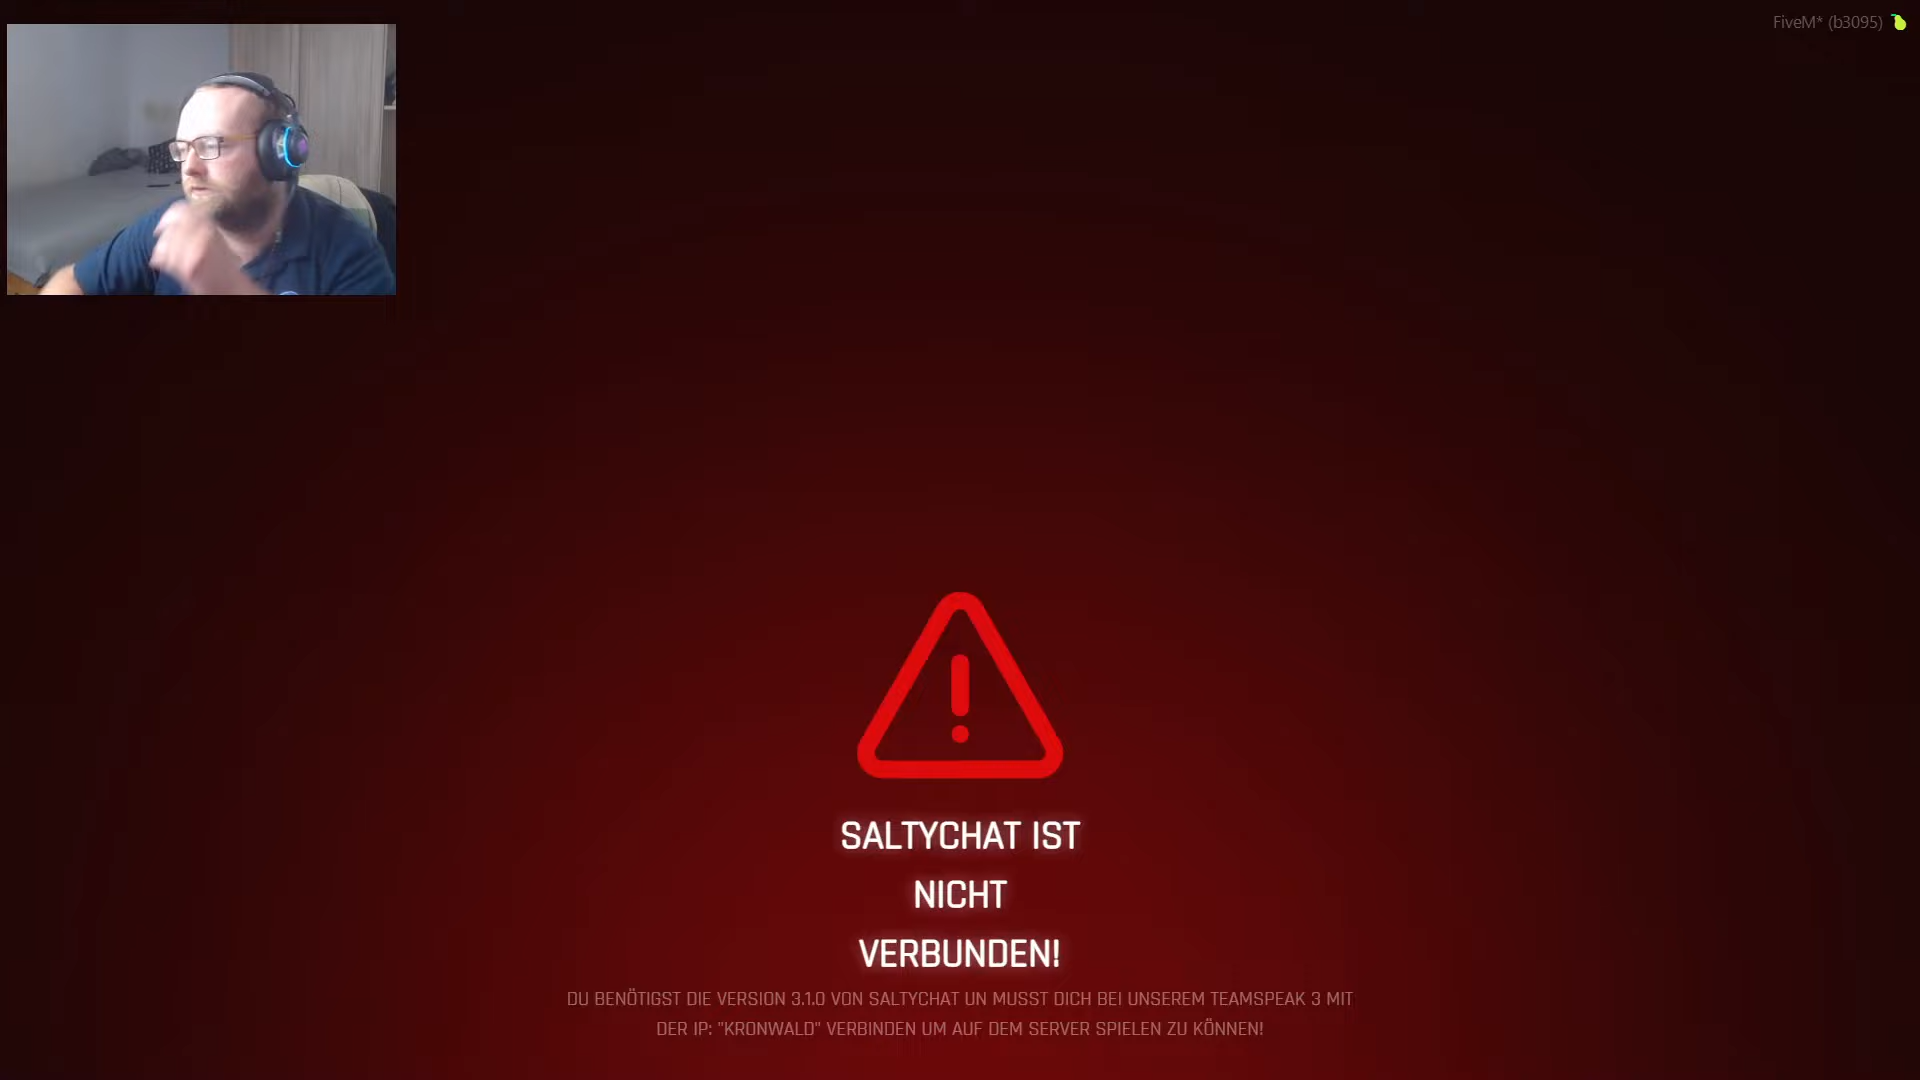 FiveM* (b3095)
SALTYCHAT IST
NICHT
VERBUNDEN!
DU BENÖTIGST DIE VERSION 3.1.0 VON SALTYCHAT UN MUSST DICH BEI UNSEREM TEAMSPEAK 3 MIT
DER IP: "KRONWALD" VERBINDEN UM AUF DEM SERVER SPIELEN ZU KÖNNEN!